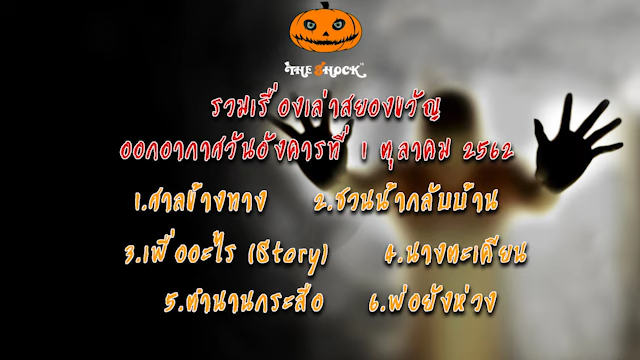 THE SHOCK
รวมเรื่องเล่าสยองขวัญ
ออกอากาศวันอังคารที่ 1 ตุลาคม 2562
1.ศาลข้างทาง 2.ชวนน้ากลับบ้าน
3.เพื่ออะไร (Story) 4.นางตะเคียน
5.ตำนานกระสือ 6.พ่อยังห่วง